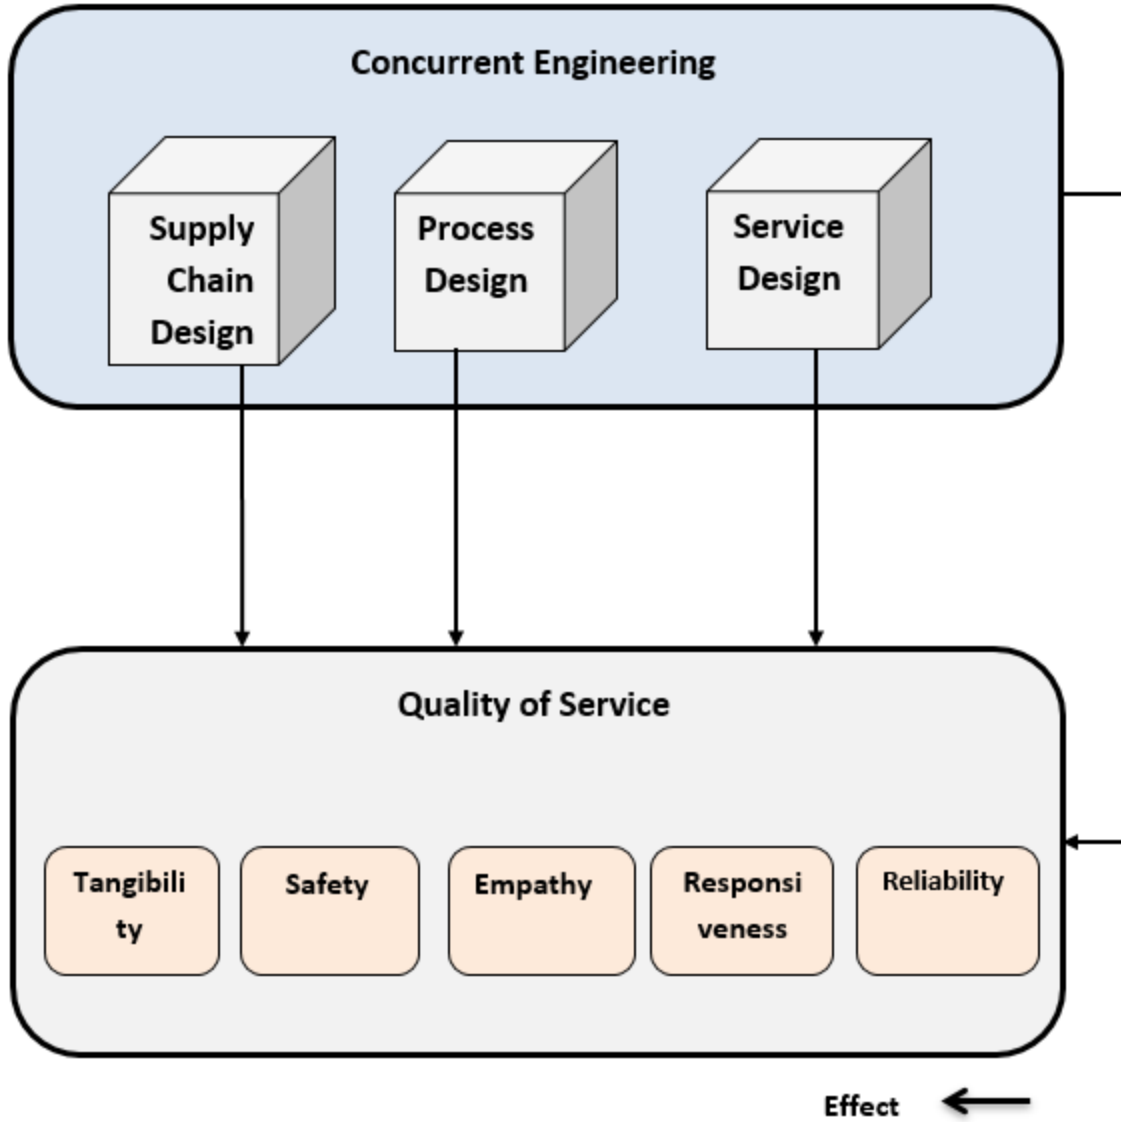 Concurrent Engineering
Supply
Chain
Design
Process
Design
Service
Design
Quality of Service
Tangibili
ty
Safety
Empathy
Responsi
veness
Reliability
Effect